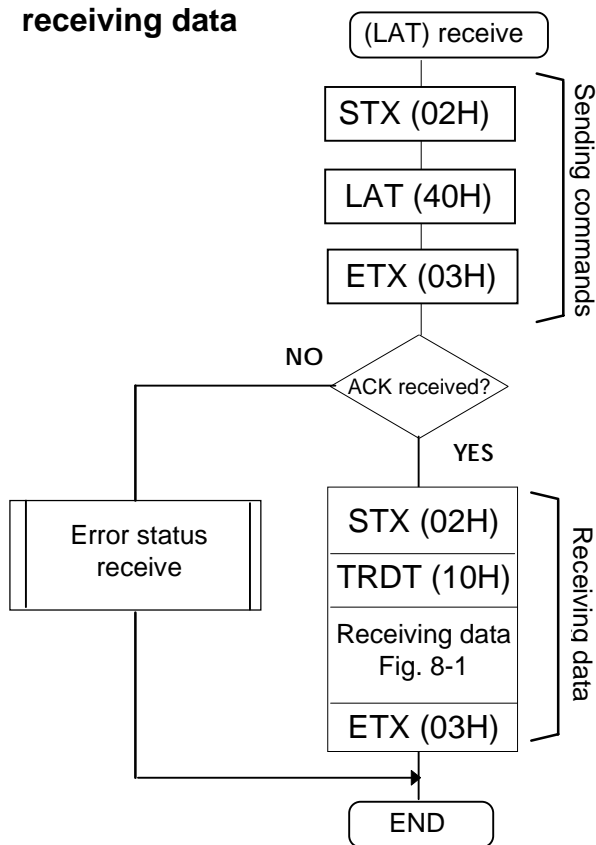 receiving data
(LAT) receive
STX (02H)
LAT (40H)
ETX (03H)
Sending commands
NO
ACK received?
YES
Error status
receive
STX (02H)
TRDT (10H)
Receiving data
Fig. 8-1
ETX (03H)
Receiving data
END